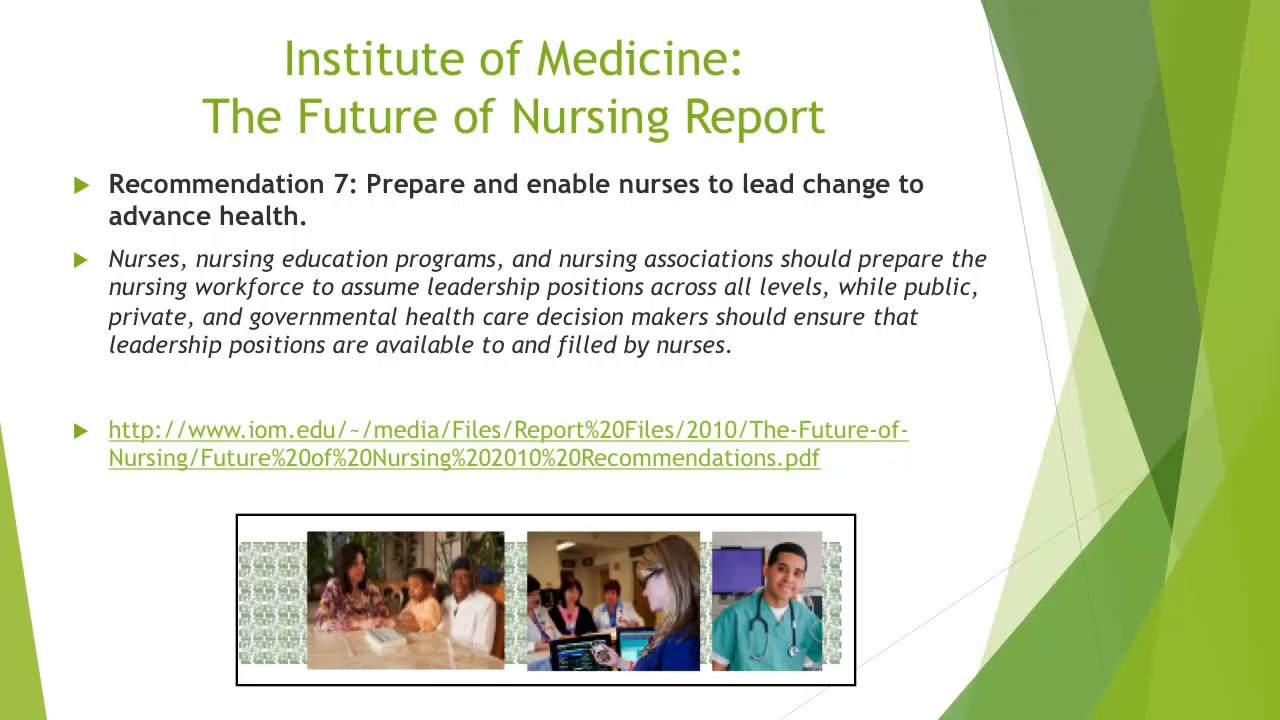 Institute of Medicine:
The Future of Nursing Report
Recommendation 7: Prepare and enable nurses to lead change to
advance health.
Nurses, nursing education programs, and nursing associations should prepare the
nursing workforce to assume leadership positions across all levels, while public,
private, and governmental health care decision makers should ensure that
leadership positions are available to and filled by nurses.
http://www.iom.edu/~/media/Files/Report%20Files/2010/The-Future-of-
Nursing/Future%20of%20Nursing%202010%20Recommendations.pdf